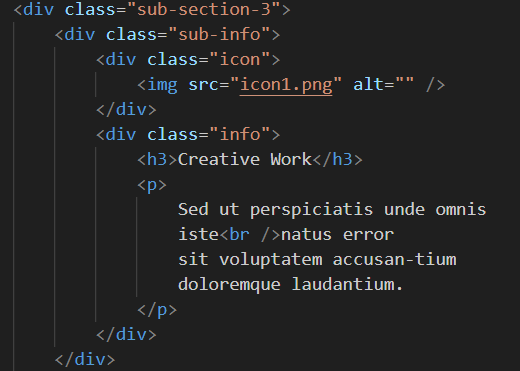 <div class="sub-section-3">
<div class="sub-info">
<div class="icon">
<img src="icon1.png" alt="" />
</div>
<div class="info">
<h3>Creative Work</h3>
<p>
Sed ut perspiciatis unde omnis
iste<br />natus error
sit voluptatem accusan-tium
doloremque laudantium.
</p>
</div>
</div>